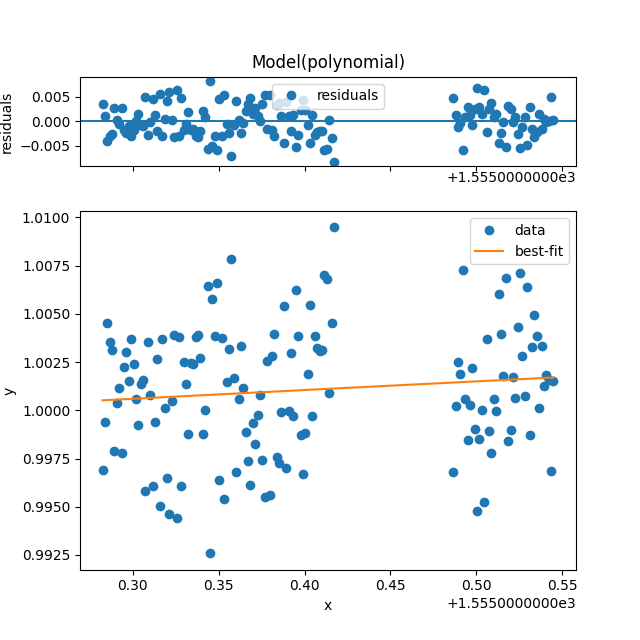 Model(polynomial)
residuals
0.005
0.000
−0.005
residuals
+1.5550000000e3
1.0100
1.0075
1.0050
1.0025
1.0000
0.9975
0.9950
0.9925
y
data
best-fit
0.30 0.35 0.40 0.45 0.50 0.55
x
+1.5550000000e3